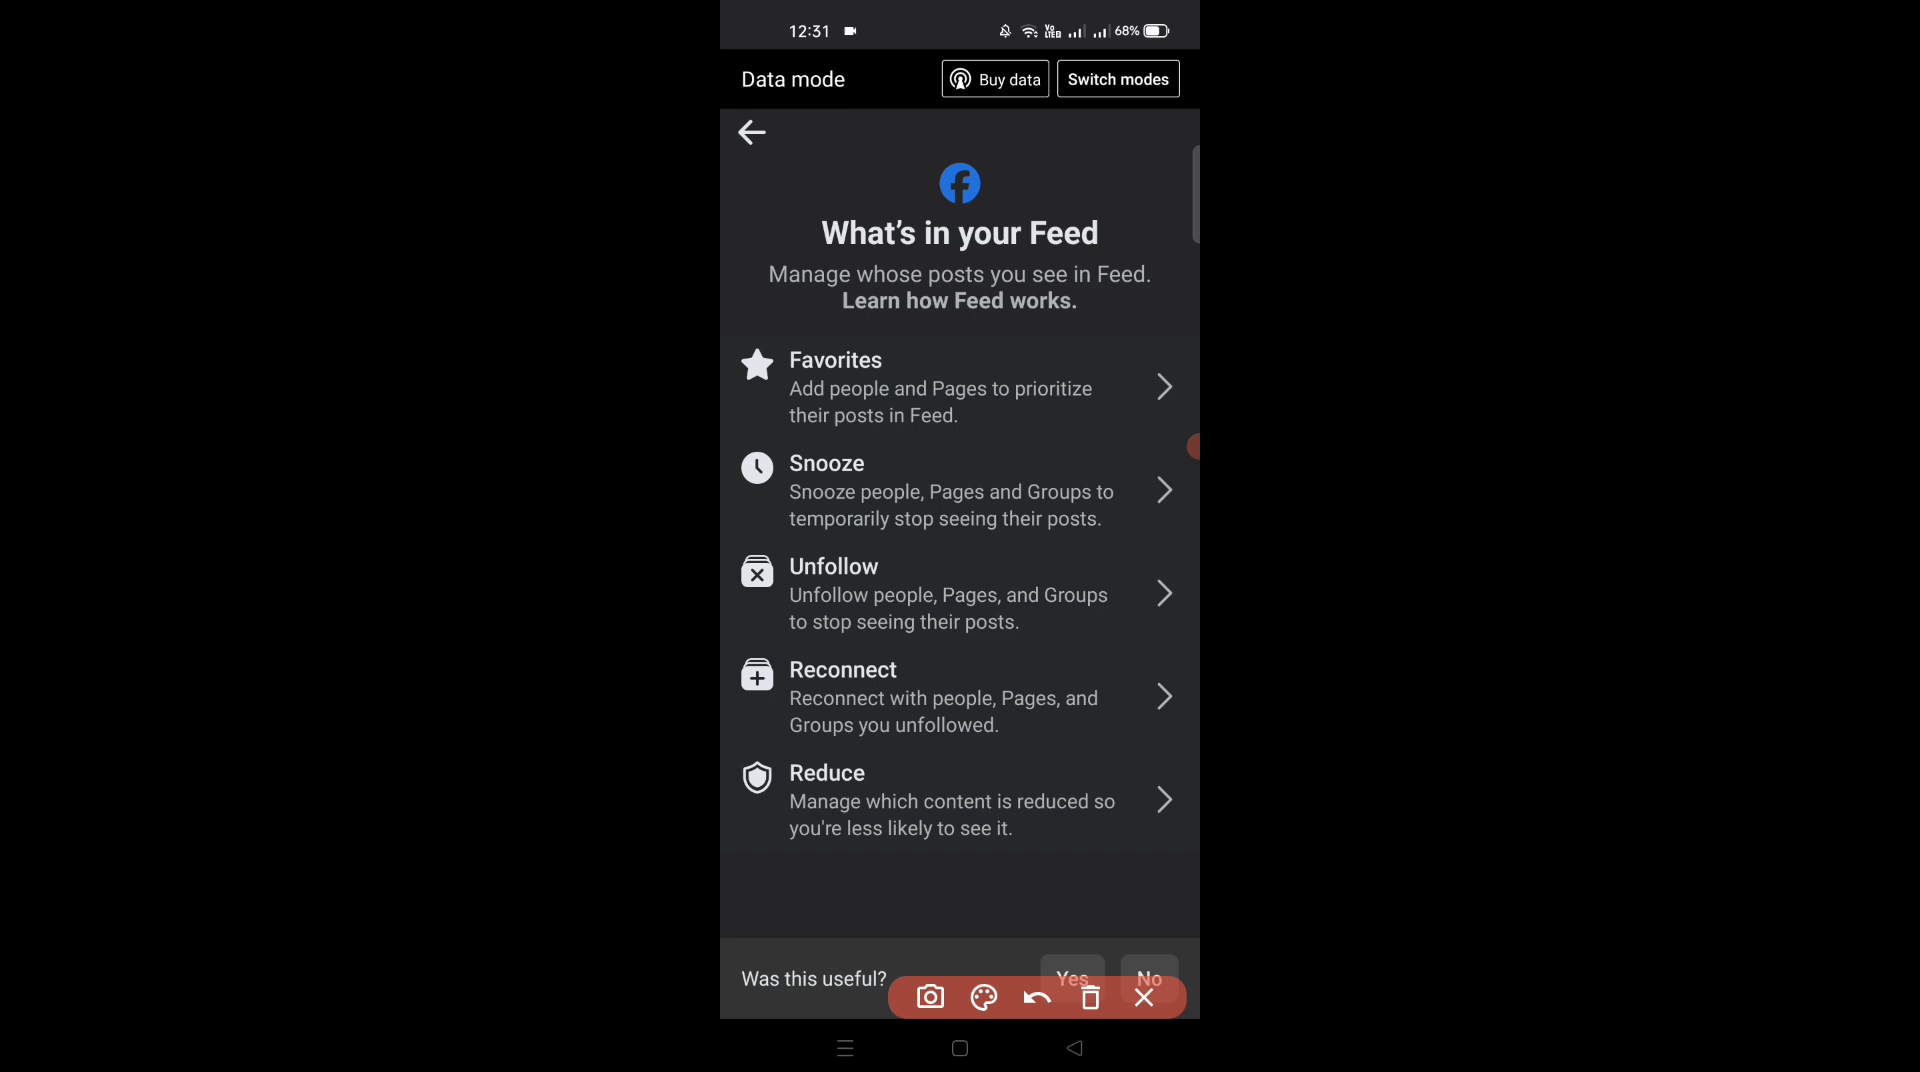 12:31
Vo
LTE
68%
Data mode
Buy data
Switch modes
What's in your Feed
Manage whose posts you see in Feed.
Learn how Feed works.
Favorites
Add people and Pages to prioritize
their posts in Feed.
Snooze
Snooze people, Pages and Groups to
temporarily stop seeing their posts.
Unfollow
Unfollow people, Pages, and Groups
to stop seeing their posts.
Reconnect
Reconnect with people, Pages, and
Groups you unfollowed.
Reduce
Manage which content is reduced so
you're less likely to see it.
Was this useful?
Yes
No